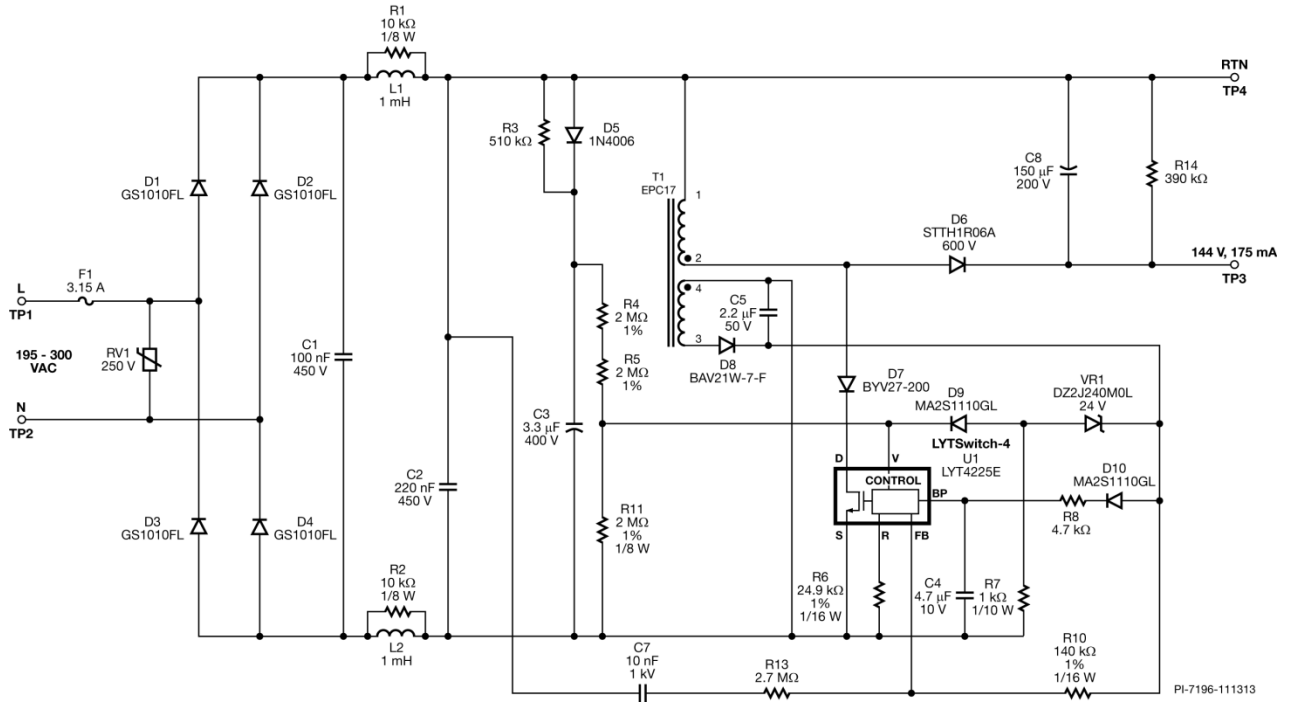 R1
10 kΩ
1/8 W
L1
1 mH
RTN
TP4
R3
510 kΩ
D5
1N4006
C8
150 μF
200 V
R14
390 kΩ
D1
GS1010FL
D2
GS1010FL
T1
EPC17
1
2
D6
STTH1R06A
600 V
144 V, 175 mA
TP3
F1
3.15 A
L
TP1
4
3
C5
2.2 μF
50 V
R4
2 MΩ
1%
195 - 300
VAC
RV1
250 V
C1
100 nF
450 V
R5
2 MΩ
1%
D8
BAV21W-7-F
D7
BYV27-200
D9
MA2S1110GL
VR1
DZ2J240M0L
24 V
N
TP2
C3
3.3 μF
400 V
LYTSwitch-4
U1
LYT4225E
D
V
CONTROL
BP
S
R
FB
D10
MA2S1110GL
R8
4.7 kΩ
C2
220 nF
450 V
D3
GS1010FL
D4
GS1010FL
R11
2 MΩ
1%
1/8 W
R6
24.9 kΩ
1%
1/16 W
C4
4.7 μF
10 V
R7
1 kΩ
1/10 W
R2
10 kΩ
1/8 W
L2
1 mH
C7
10 nF
1 kV
R13
2.7 MΩ
R10
140 kΩ
1%
1/16 W
PI-7196-111313